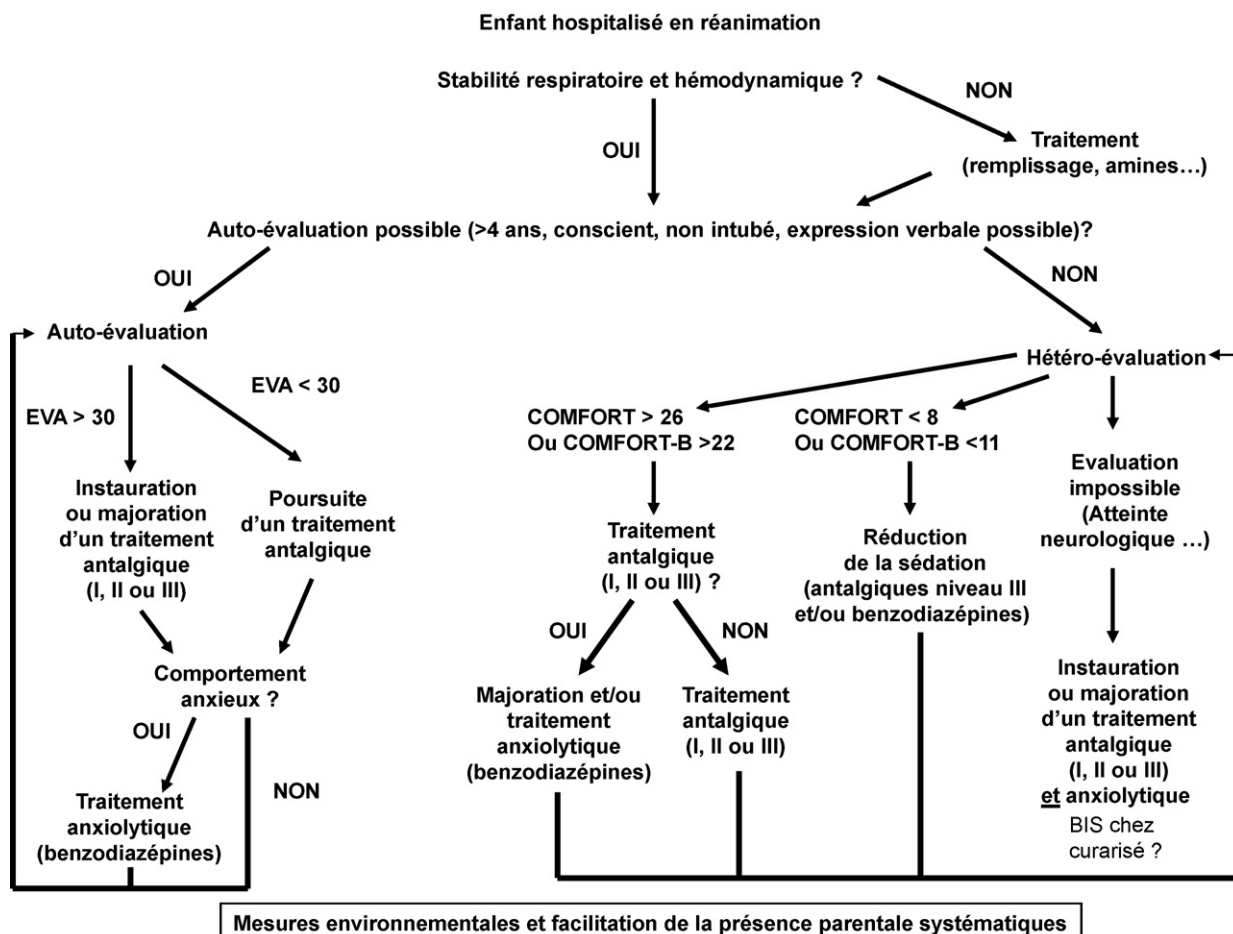 Enfant hospitalisé en réanimation
Stabilité respiratoire et hémodynamique ?
NON
OUI
Traitement
(remplissage, amines…)
Auto-évaluation possible (>4 ans, conscient, non intubé, expression verbale possible)?
OUI
NON
Auto-évaluation
Hétéro-évaluation
EVA < 30
EVA > 30
COMFORT > 26
Ou COMFORT-B >22
COMFORT < 8
Ou COMFORT-B <11
Instauration
ou majoration
d’un traitement
antalgique
(I, II ou III)
Poursuite
d’un traitement
antalgique
Traitement
antalgique
(I, II ou III) ?
Réduction
de la sédation
(antalgiques niveau III
et/ou benzodiazépines)
Evaluation
impossible
(Atteinte
neurologique …)
OUI
NON
Comportement
anxieux ?
Majoration et/ou
traitement
anxiolytique
(benzodiazépines)
Traitement
antalgique
(I, II ou III)
Instauration
ou majoration
d’un traitement
antalgique
(I, II ou III)
et anxiolytique
BIS chez
curarisé ?
OUI
NON
Traitement
anxiolytique
(benzodiazépines)
Mesures environnementales et facilitation de la présence parentale systématiques